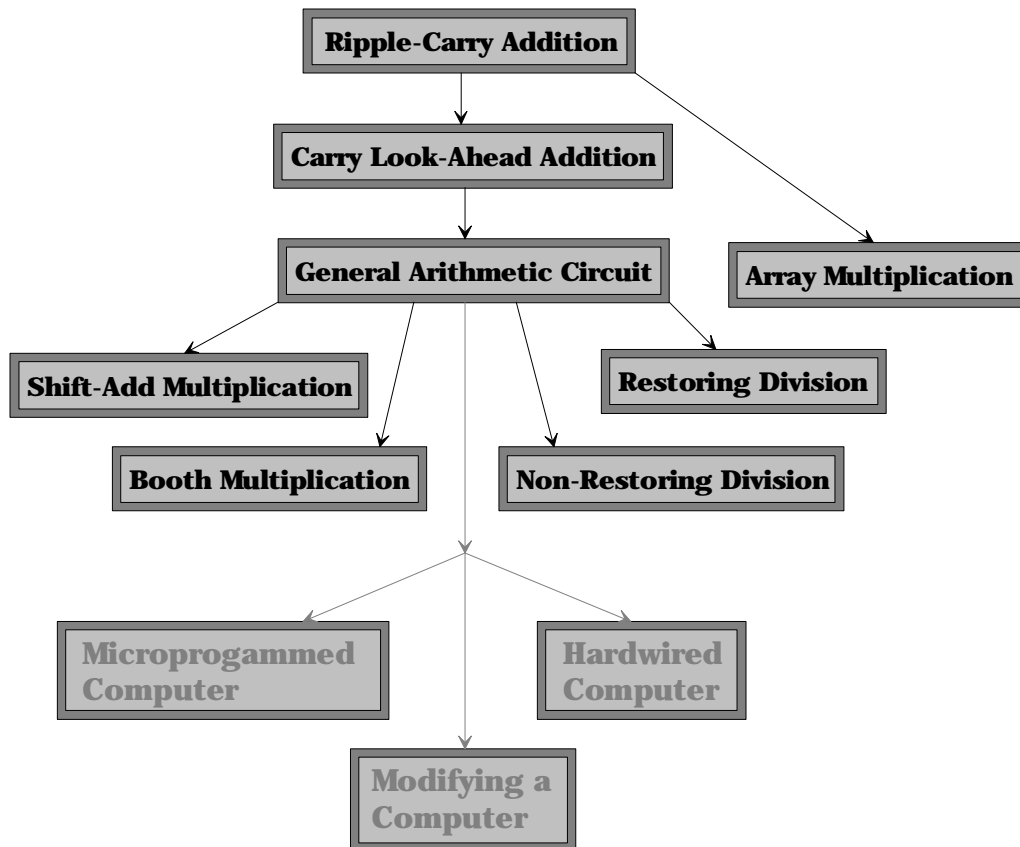 Ripple-Carry Addition
Carry Look-Ahead Addition
General Arithmetic Circuit
Array Multiplication
Shift-Add Multiplication
Restoring Division
Booth Multiplication
Non-Restoring Division
Microprogammed
Computer
Hardwired
Computer
Modifying a
Computer